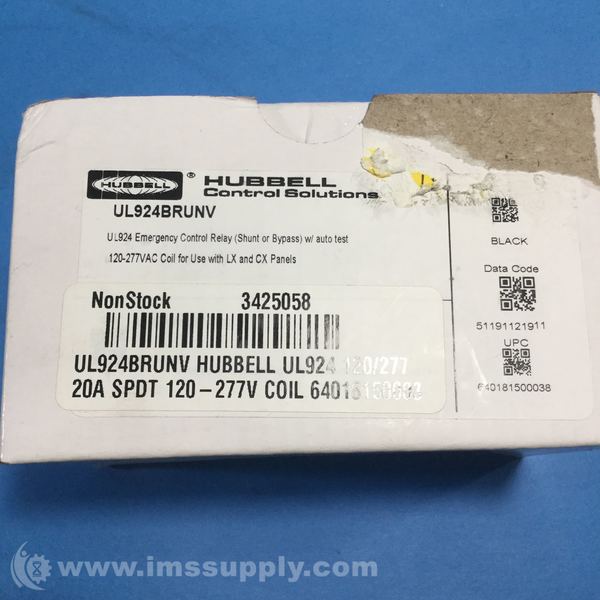 HUBBELL
® HUBBELL
Control Solutions
UL924BRUNV
UL924 Emergency Control Relay (Shunt or Bypass) w/ auto test
120-277VAC Coil for Use with LX and CX Panels
BLACK
Data Code
51191121911
UPC
640181500038
NonStock 3425058
UL924BRUNV HUBBELL UL924 120/277
20A SPDT 120-277V COIL
© www.imssupply.com